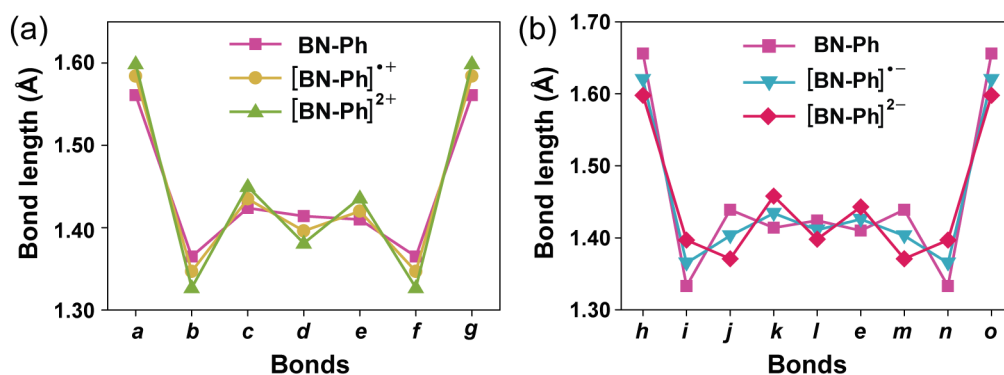 (a)
BN-Ph
[BN-Ph]•+
[BN-Ph]2+
Bond length (Å)
1.60
1.50
1.40
1.30
a b c d e f g
Bonds
(b)
BN-Ph
[BN-Ph]•−
[BN-Ph]2−
Bond length (Å)
1.70
1.60
1.50
1.40
1.30
h i j k l e m n o
Bonds